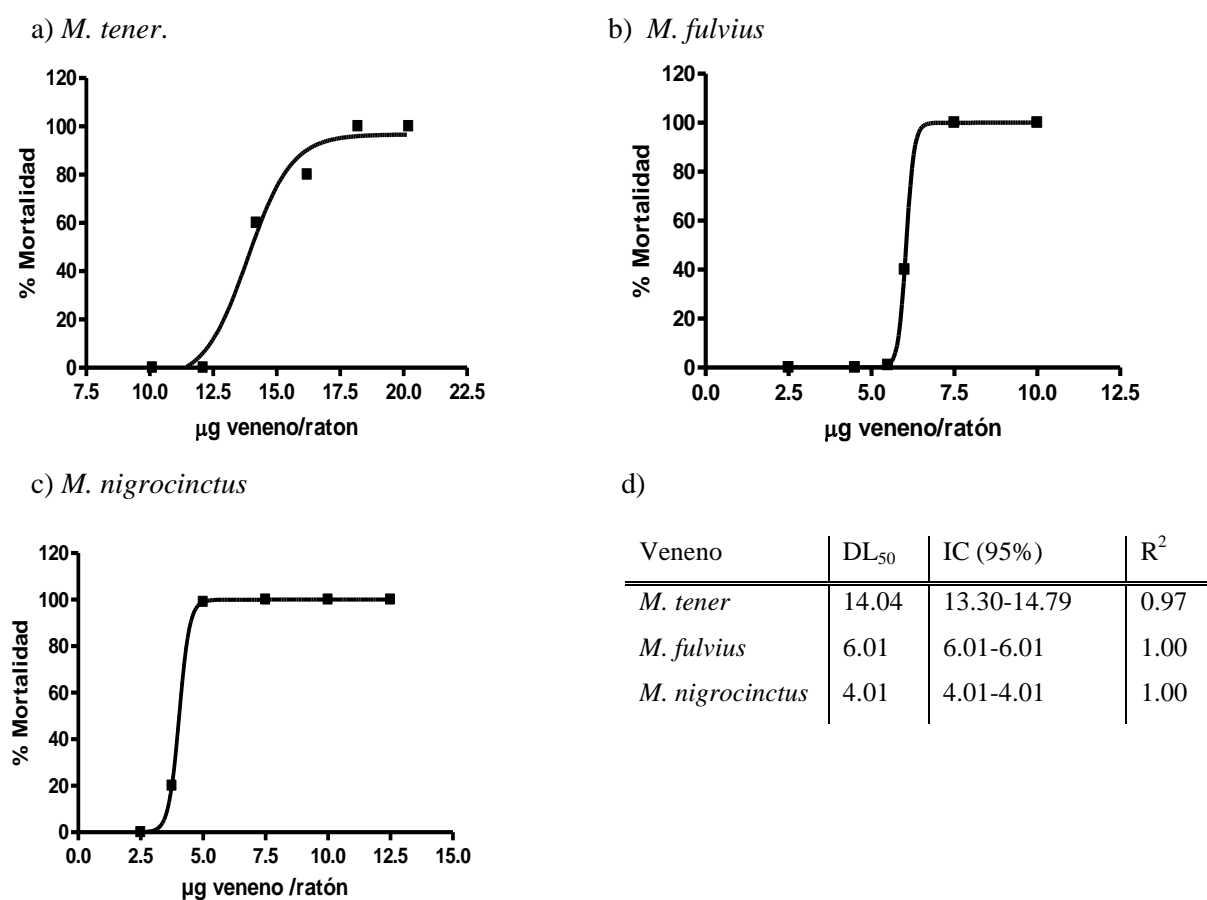 a) M. tener.
120
100
80
60
40
20
0
% Mortalidad
7.5 10.0 12.5 15.0 17.5 20.0 22.5
µg veneno/raton
b) M. fulvius
120
100
80
60
40
20
0
% Mortalidad
0.0 2.5 5.0 7.5 10.0 12.5
µg veneno/ratón
c) M. nigrocinctus
120
100
80
60
40
20
0
% Mortalidad
0.0 2.5 5.0 7.5 10.0 12.5 15.0
µg veneno /ratón
d)
Veneno DL50 IC (95%) R2
M. tener 14.04 13.30-14.79 0.97
M. fulvius 6.01 6.01-6.01 1.00
M. nigrocinctus 4.01 4.01-4.01 1.00